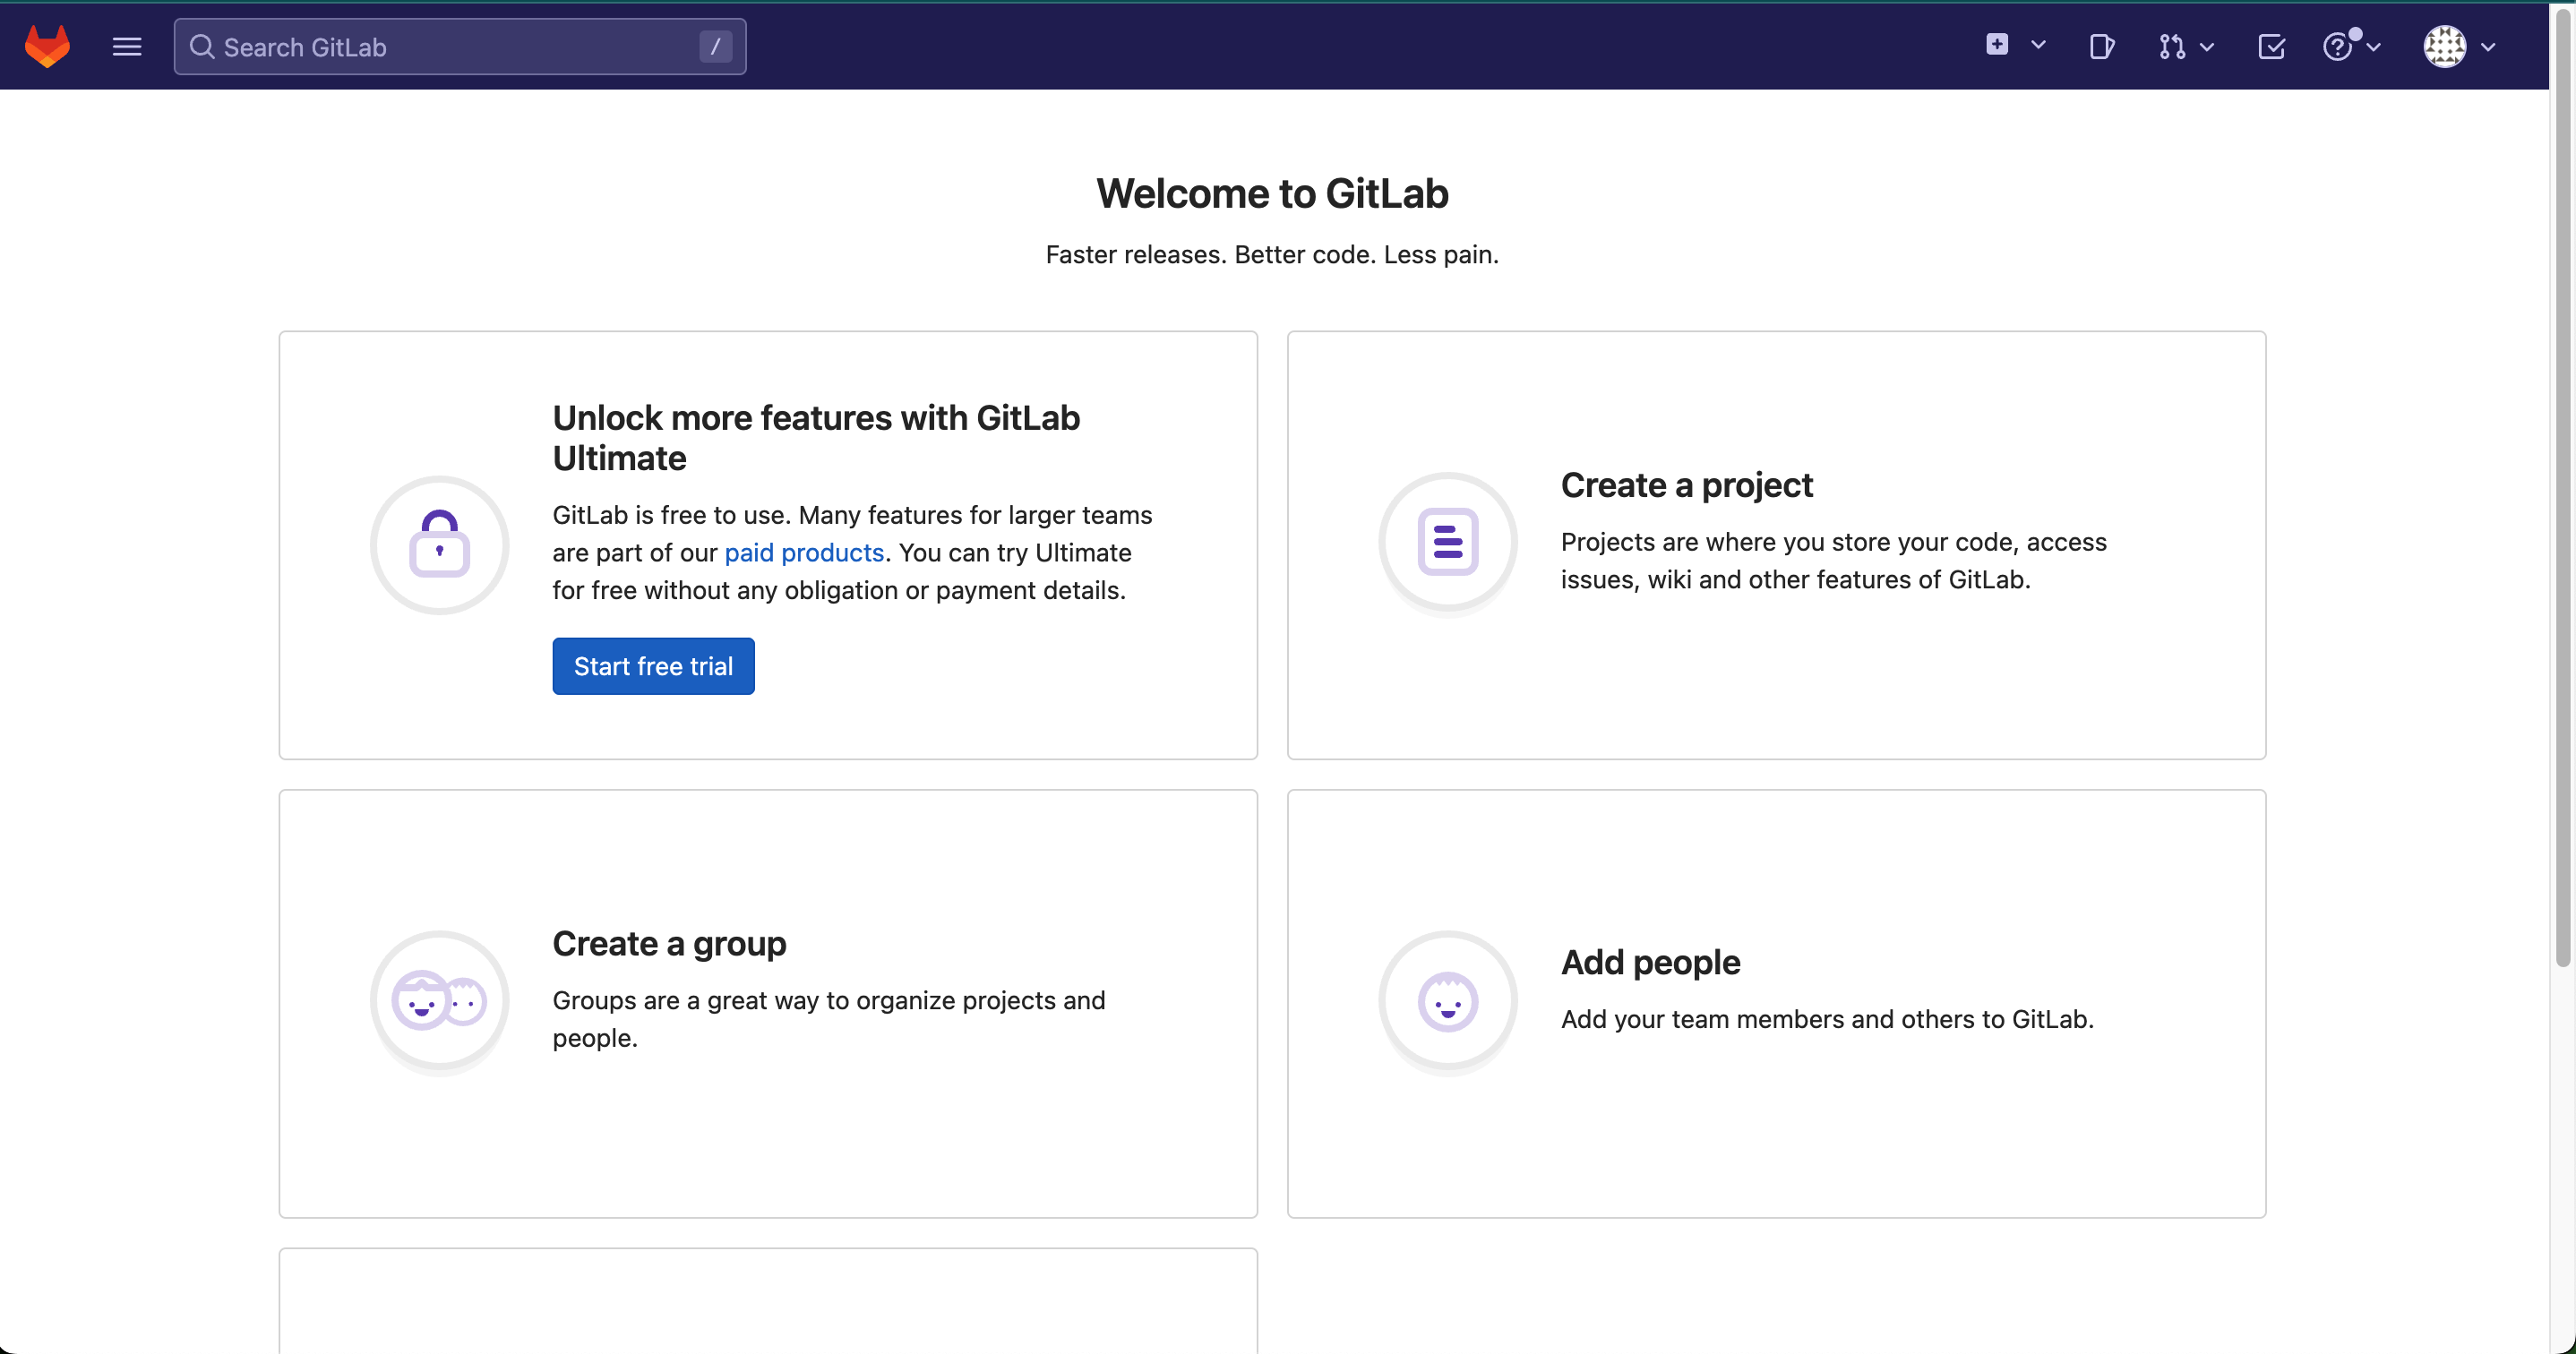 Search GitLab /
Welcome to GitLab
Faster releases. Better code. Less pain.
Unlock more features with GitLab
Ultimate
GitLab is free to use. Many features for larger teams
are part of our paid products. You can try Ultimate
for free without any obligation or payment details.
Start free trial
Create a project
Projects are where you store your code, access
issues, wiki and other features of GitLab.
Create a group
Groups are a great way to organize projects and
people.
Add people
Add your team members and others to GitLab.